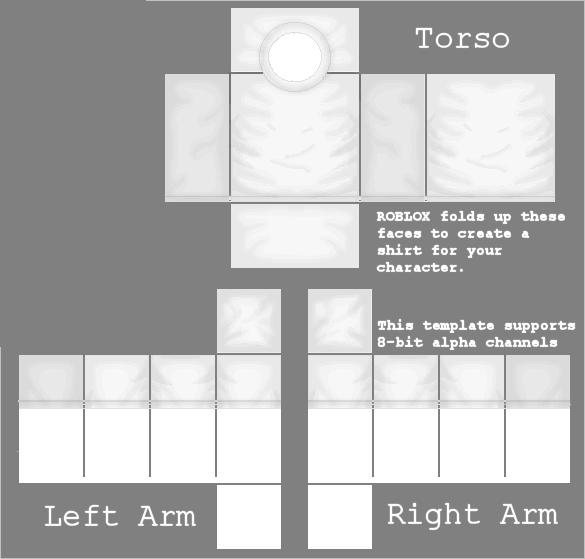 Torso
ROBLOX folds up these
faces to create a
shirt for your
character.
This template supports
8-bit alpha channels
Left Arm
Right Arm